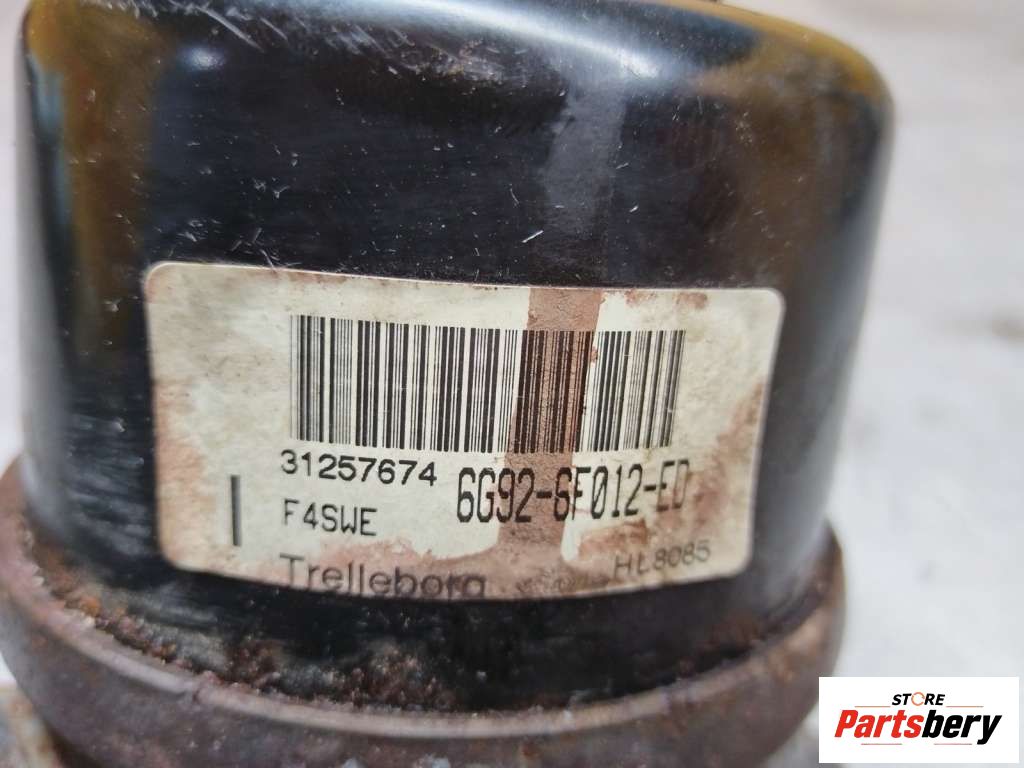 31257674 6G92-6F012-ED
F4SWE
Trelleborg HL8085
STORE
Partsbery